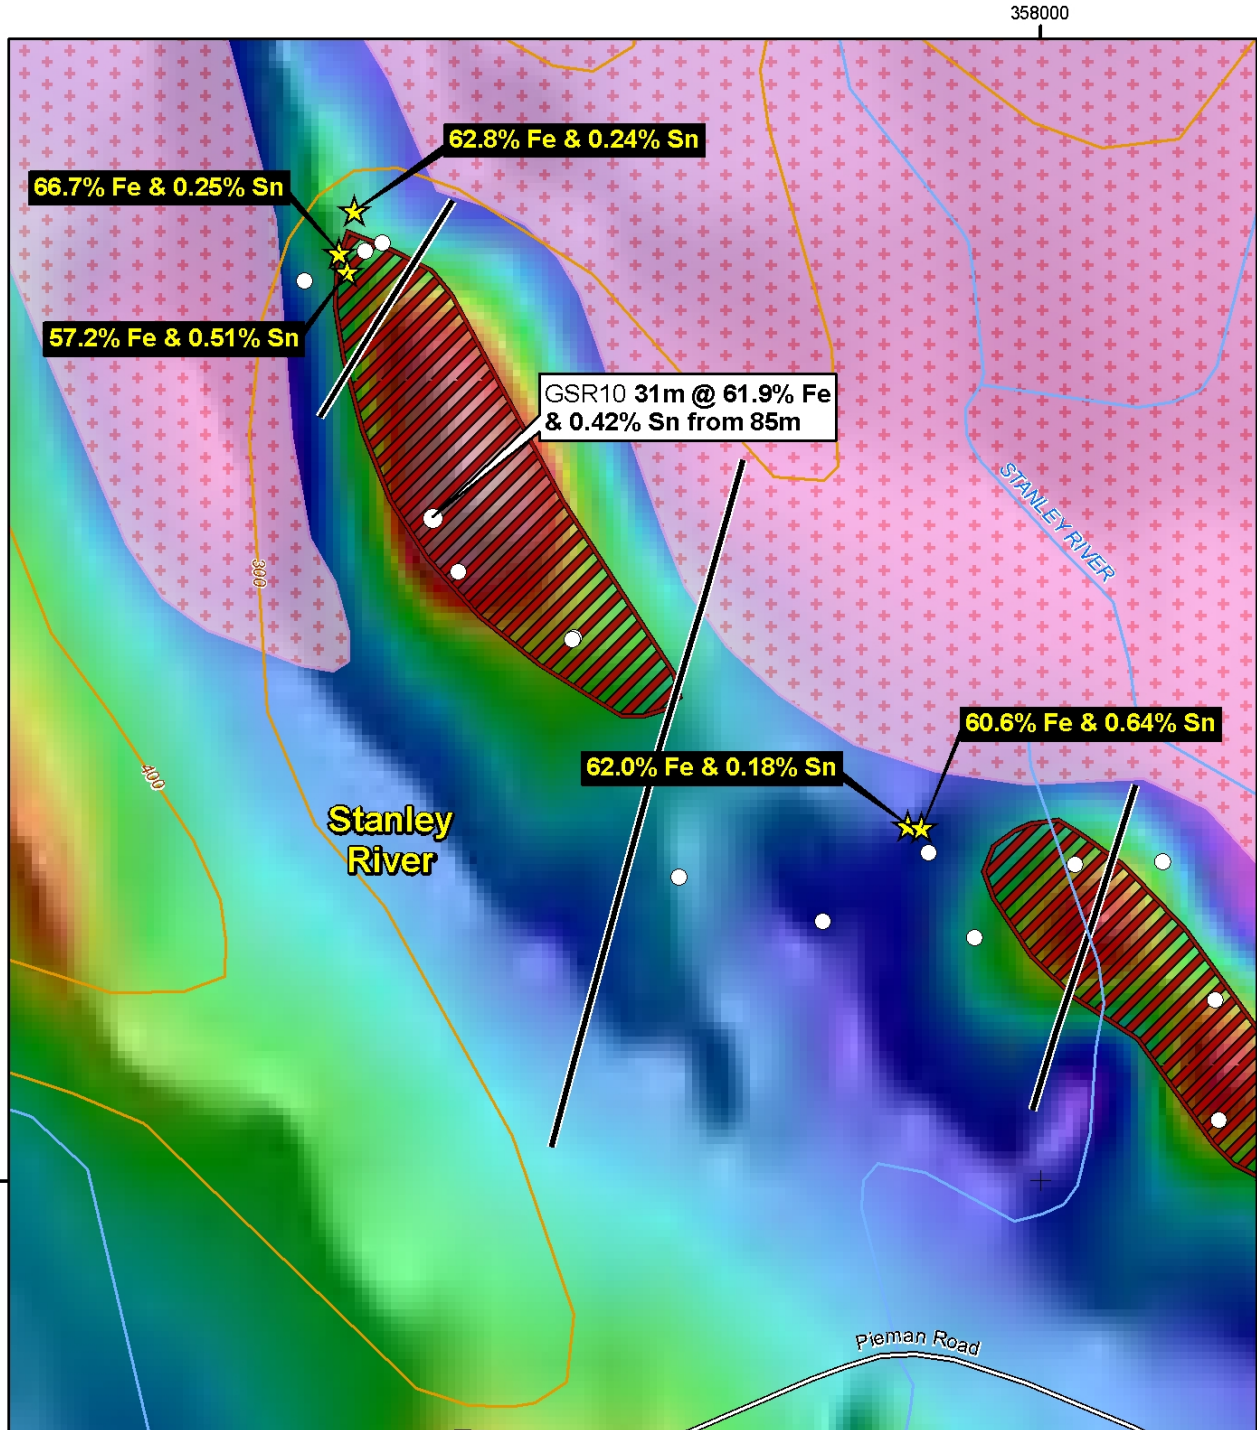 358000
62.8% Fe & 0.24% Sn
66.7% Fe & 0.25% Sn
57.2% Fe & 0.51% Sn
GSR10 31m @ 61.9% Fe
& 0.42% Sn from 85m
STANLEY RIVER
300
60.6% Fe & 0.64% Sn
62.0% Fe & 0.18% Sn
400
Stanley
River
Pieman Road